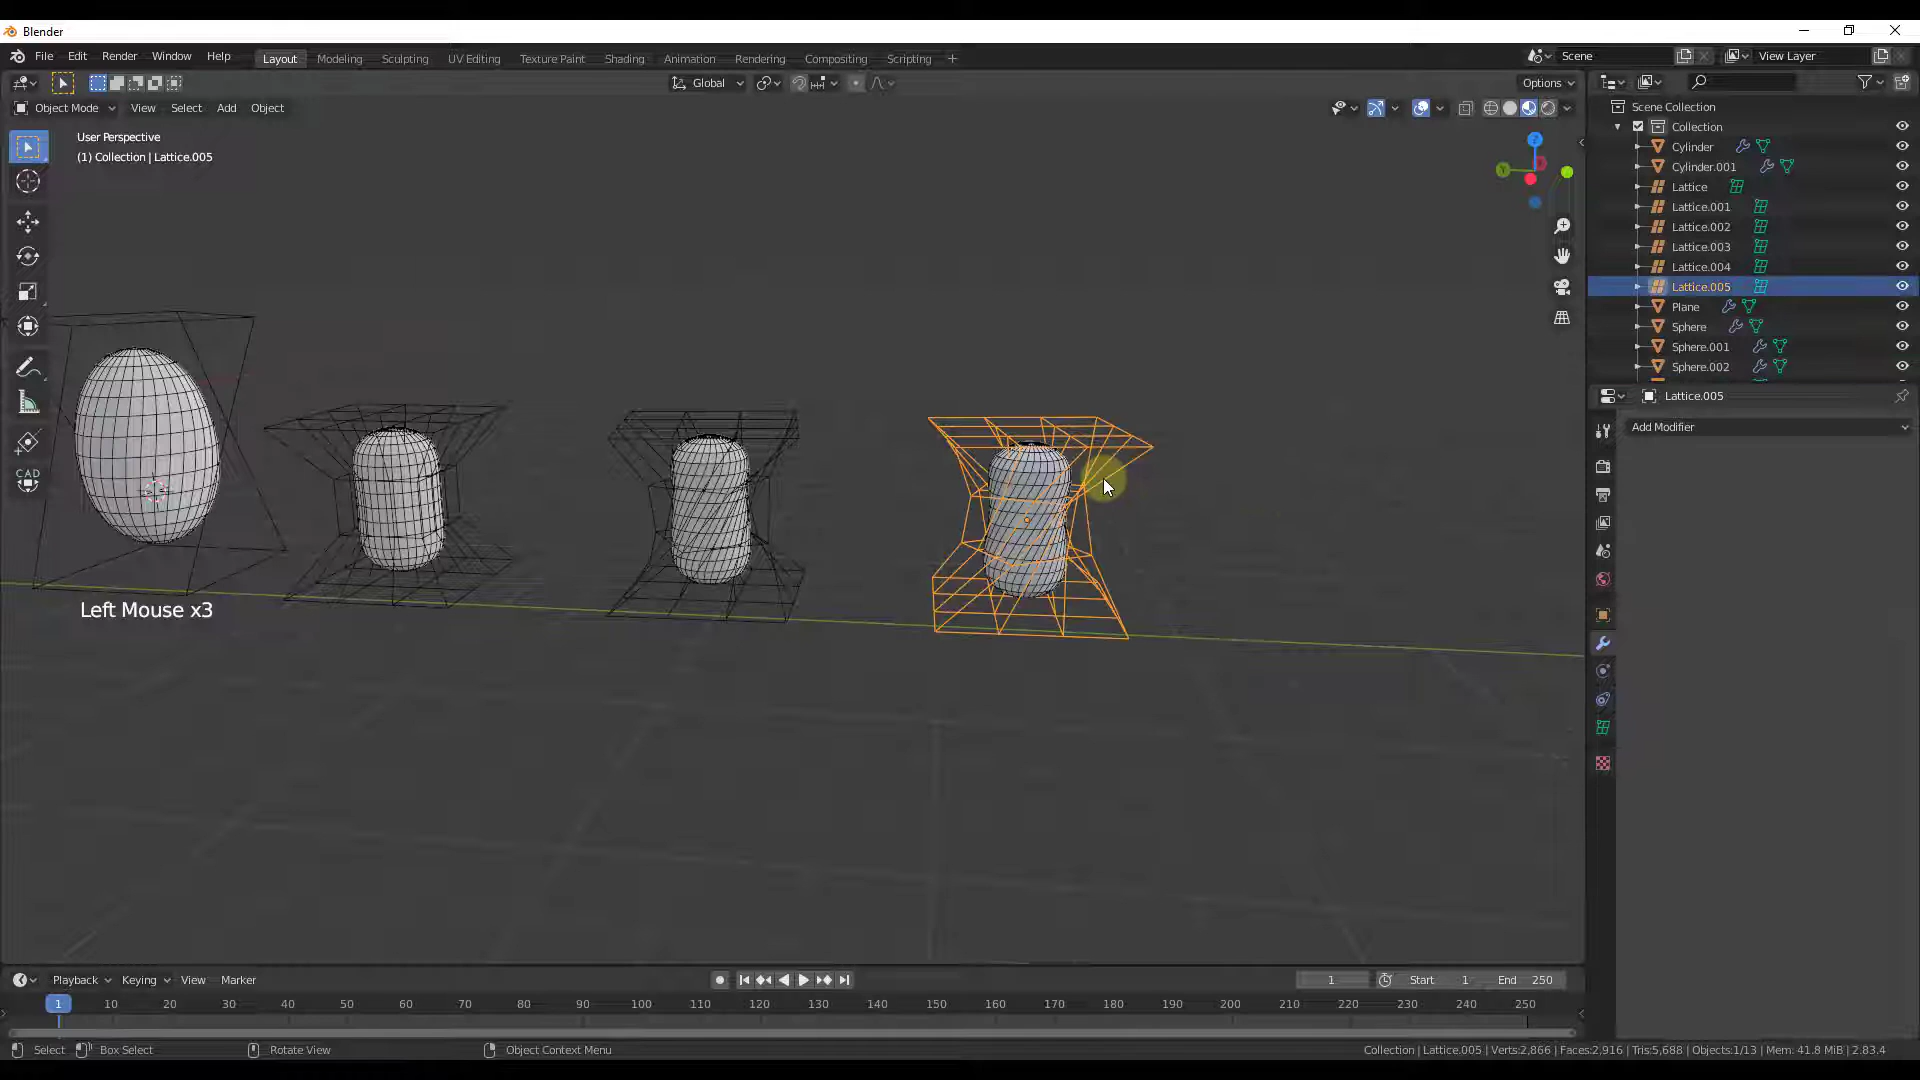 Blender
File Edit Render Window Help Layout Modeling Sculpting UV Editing Texture Paint Shading Animation Rendering Compositing Scripting + Scene View Layer
Global Options
Object Mode View Select Add Object
User Perspective
(1) Collection | Lattice.005
Z
Y
CAD
Left Mouse x3
Scene Collection
Collection
Cylinder
Cylinder.001
Lattice
Lattice.001
Lattice.002
Lattice.003
Lattice.004
Lattice.005
Plane
Sphere
Sphere.001
Sphere.002
Lattice.005
Add Modifier
Playback Keying View Marker 1 Start 1 End 250
1 10 20 30 40 50 60 70 80 90 100 110 120 130 140 150 160 170 180 190 200 210 220 230 240 250
Select Box Select Rotate View Object Context Menu Collection | Lattice.005 | Verts:2,866 | Faces:2,916 | Tris:5,688 | Objects:1/13 | Mem: 41.8 MiB | 2.83.4